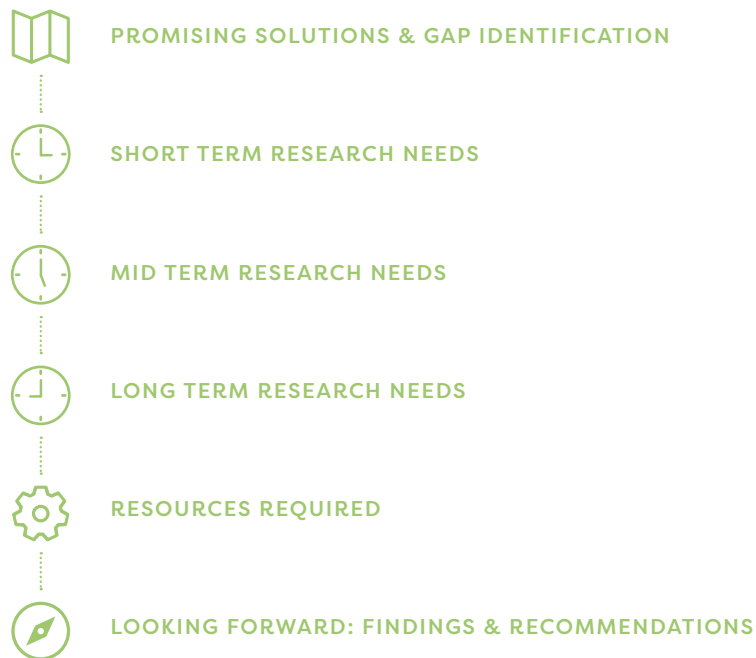 PROMISING SOLUTIONS & GAP IDENTIFICATION
SHORT TERM RESEARCH NEEDS
MID TERM RESEARCH NEEDS
LONG TERM RESEARCH NEEDS
RESOURCES REQUIRED
LOOKING FORWARD: FINDINGS & RECOMMENDATIONS